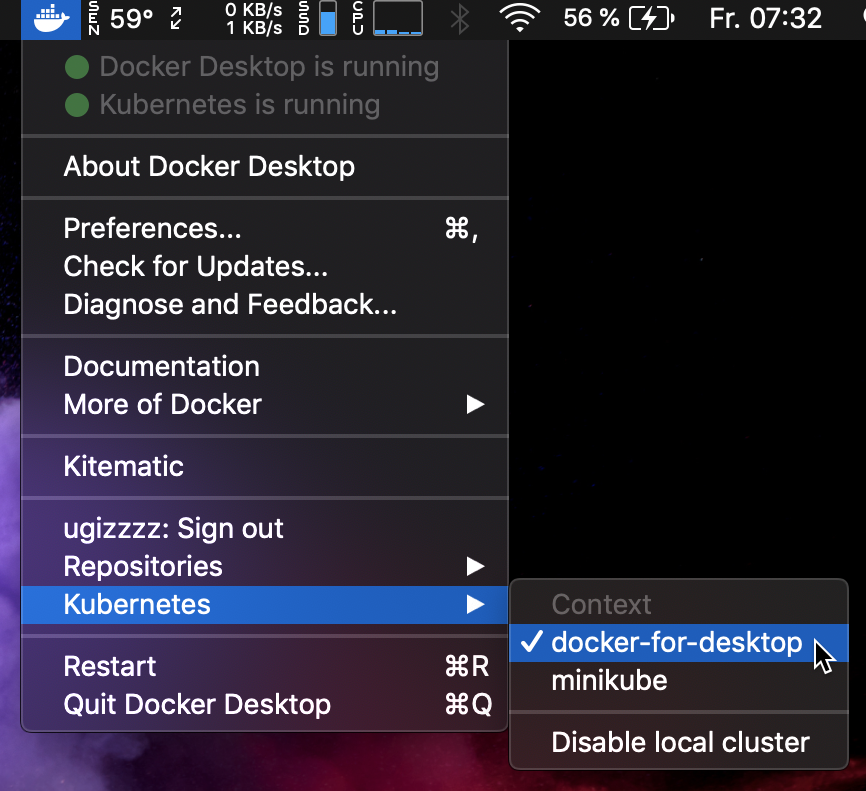 SEN 59° 0 KB/s SSD CPU 56 % Fr. 07:32
1 KB/s
Docker Desktop is running
Kubernetes is running
About Docker Desktop
Preferences... ⌘,
Check for Updates...
Diagnose and Feedback...
Documentation
More of Docker
Kitematic
ugizzzz: Sign out
Repositories
Kubernetes
Context
docker-for-desktop
minikube
Disable local cluster
Restart ⌘R
Quit Docker Desktop ⌘Q